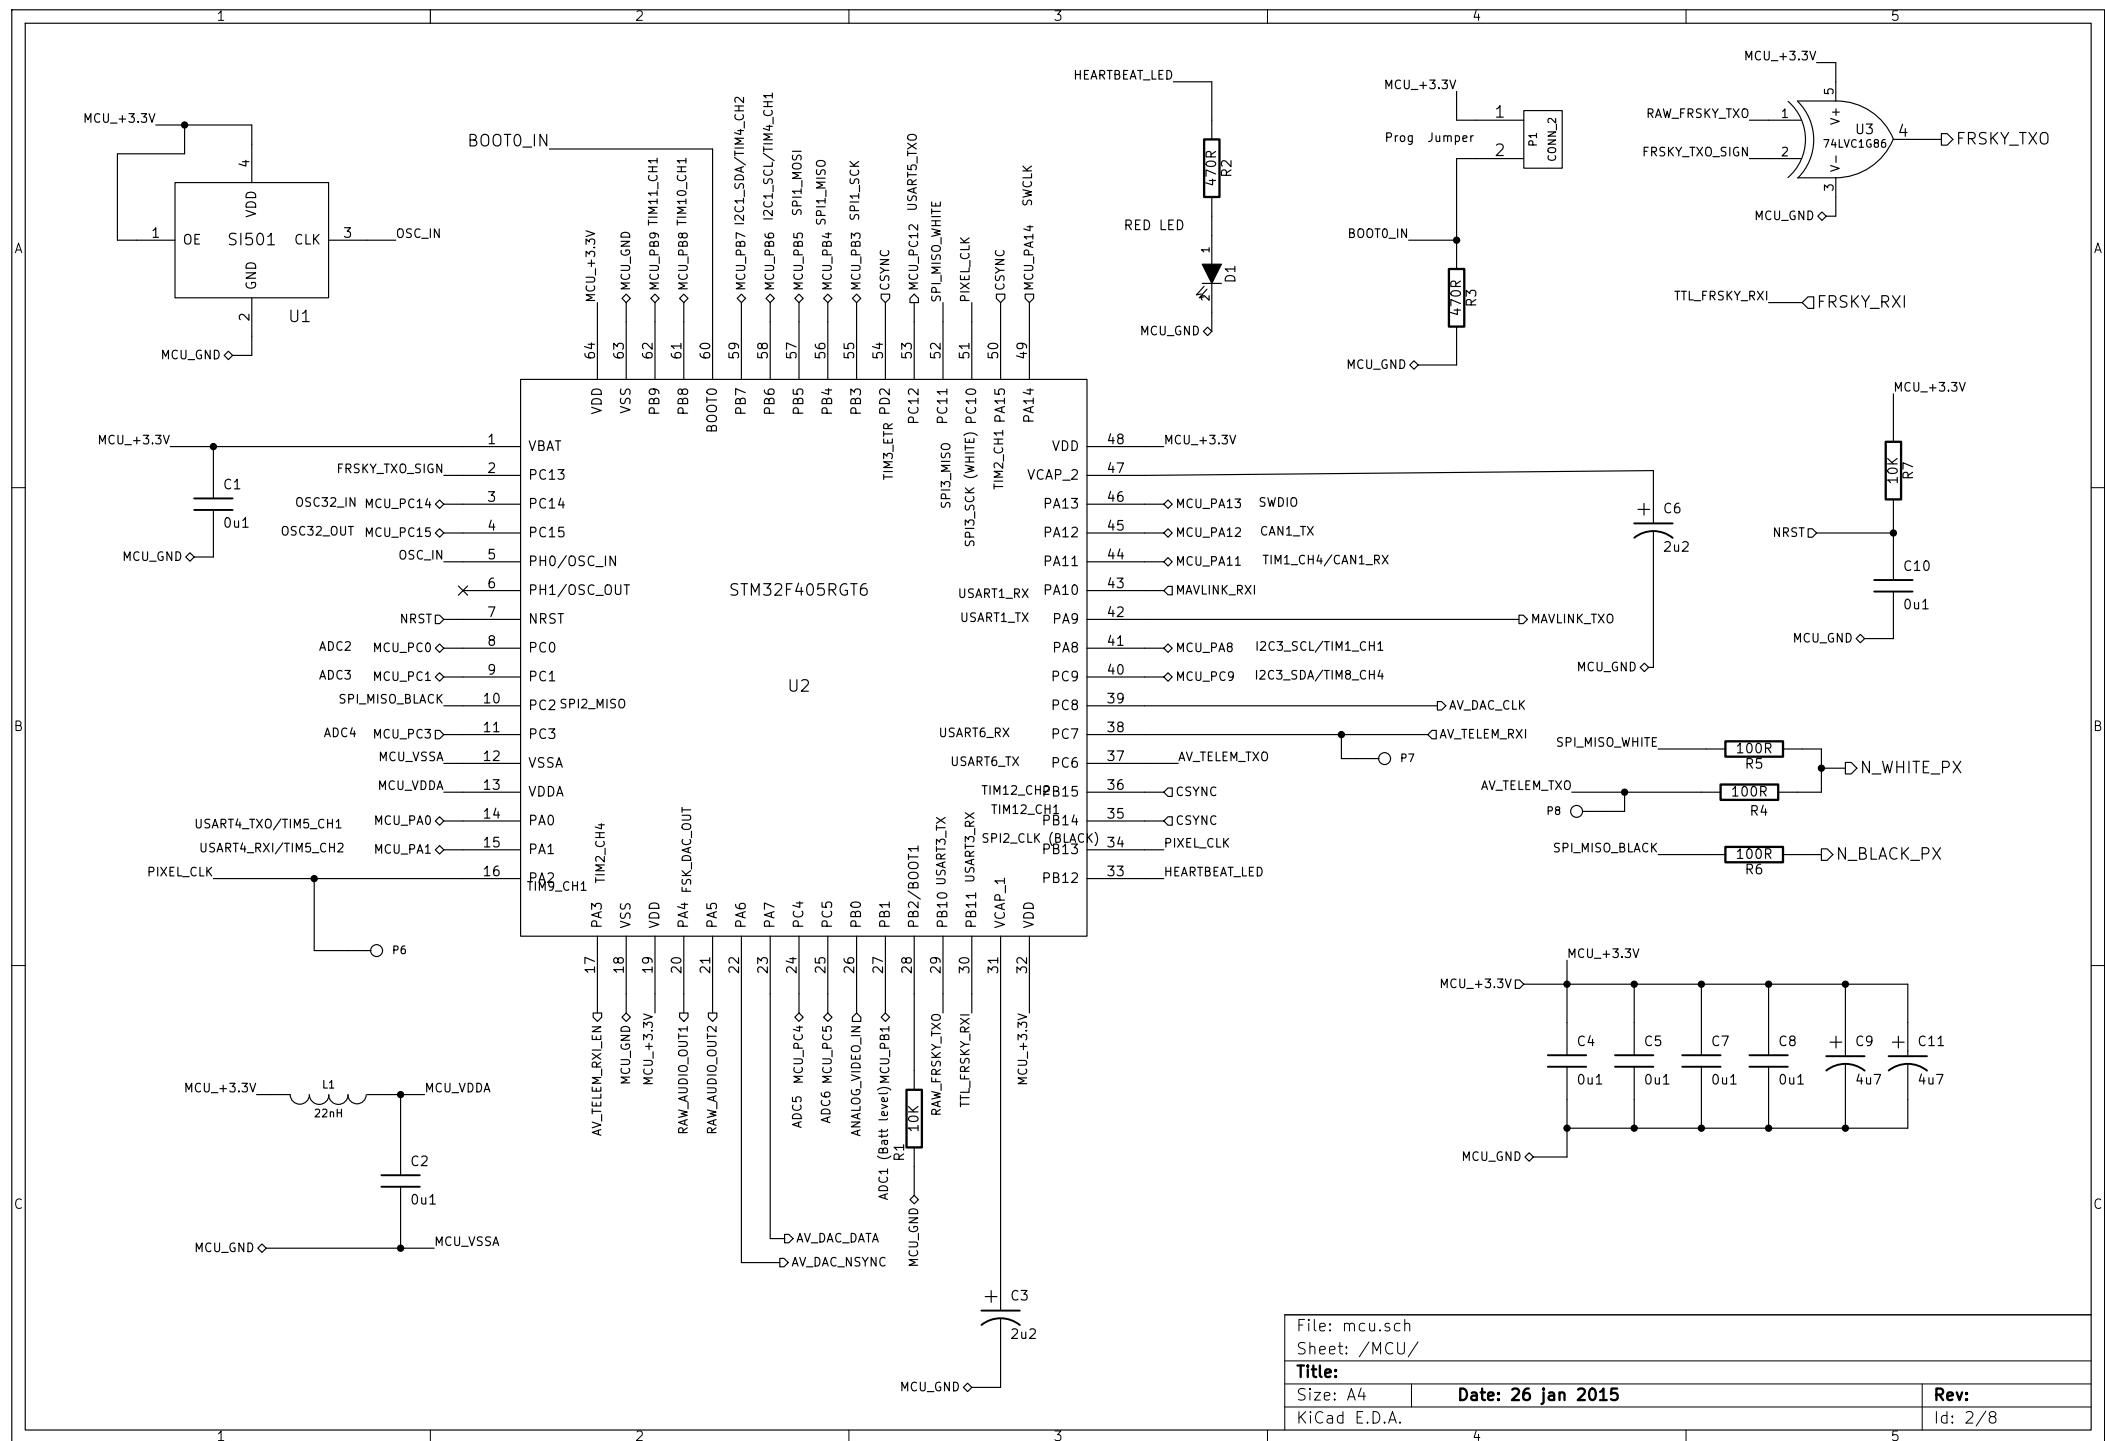 1 2 3 4 5
A
B
C
A
B
C
1 2 3 4 5
MCU_+3.3V
4
VDD
1 OE SI501 CLK 3 OSC_IN
GND
2
U1
MCU_GND
BOOT0_IN
MCU_+3.3V
MCU_GND
MCU_PB9 TIM11_CH1
MCU_PB8 TIM10_CH1
MCU_PB7 I2C1_SDA/TIM4_CH2
MCU_PB6 I2C1_SCL/TIM4_CH1
MCU_PB5 SPI1_MOSI
MCU_PB4 SPI1_MISO
MCU_PB3 SPI1_SCK
CSYNC
MCU_PC12 USART5_TXO
SPI_MISO_WHITE
PIXEL_CLK
CSYNC
MCU_PA14 SWCLK
64 63 62 61 60 59 58 57 56 55 54 53 52 51 50 49
VDD
VSS
PB9
PB8
BOOT0
PB7
PB6
PB5
PB4
PB3
TIM3_ETR PD2
PC12
SPI3_MISO PC11
SPI3_SCK (WHITE) PC10
TIM2_CH1 PA15
PA14
HEARTBEAT_LED
470R
R2
RED LED
1
D1
2
MCU_GND
MCU_+3.3V
Prog Jumper
1
2
P1
CONN_2
BOOT0_IN
470R
R3
MCU_GND
MCU_+3.3V
5
V+
RAW_FRSKY_TXO 1
FRSKY_TXO_SIGN 2
U3
74LVC1G86
4 FRSKY_TXO
V-
3
MCU_GND
TTL_FRSKY_RXI FRSKY_RXI
MCU_+3.3V
10K
R7
NRST
C10
0u1
MCU_GND
MCU_+3.3V 1 VBAT
C1
0u1
MCU_GND
FRSKY_TXO_SIGN 2 PC13
OSC32_IN MCU_PC14 3 PC14
OSC32_OUT MCU_PC15 4 PC15
OSC_IN 5 PH0/OSC_IN
6 PH1/OSC_OUT
NRST 7 NRST
ADC2 MCU_PC0 8 PC0
ADC3 MCU_PC1 9 PC1
SPI_MISO_BLACK 10 PC2 SPI2_MISO
ADC4 MCU_PC3 11 PC3
MCU_VSSA 12 VSSA
MCU_VDDA 13 VDDA
USART4_TXO/TIM5_CH1 MCU_PA0 14 PA0
USART4_RXI/TIM5_CH2 MCU_PA1 15 PA1
PIXEL_CLK 16 PA2
TIM9_CH1
P6
STM32F405RGT6
U2
VDD 48 MCU_+3.3V
VCAP_2 47
C6
2u2
MCU_GND
PA13 46 MCU_PA13 SWDIO
PA12 45 MCU_PA12 CAN1_TX
PA11 44 MCU_PA11 TIM1_CH4/CAN1_RX
USART1_RX PA10 43 MAVLINK_RXI
USART1_TX PA9 42 MAVLINK_TXO
PA8 41 MCU_PA8 I2C3_SCL/TIM1_CH1
PC9 40 MCU_PC9 I2C3_SDA/TIM8_CH4
PC8 39 AV_DAC_CLK
USART6_RX PC7 38 AV_TELEM_RXI
P7
USART6_TX PC6 37 AV_TELEM_TXO
TIM12_CH2 PB15 36 CSYNC
TIM12_CH1 PB14 35 CSYNC
SPI2_CLK (BLACK) PB13 34 PIXEL_CLK
PB12 33 HEARTBEAT_LED
PA3 TIM2_CH4
VSS
VDD
PA4 FSK_DAC_OUT
PA5
PA6
PA7
PC4
PC5
PB0
PB1
PB2/BOOT1
PB10 USART3_TX
PB11 USART3_RX
VCAP_1
VDD
17 18 19 20 21 22 23 24 25 26 27 28 29 30 31 32
AV_TELEM_RXI_EN
MCU_GND
MCU_+3.3V
RAW_AUDIO_OUT1
RAW_AUDIO_OUT2
AV_DAC_NSYNC
AV_DAC_DATA
ADC5 MCU_PC4
ADC6 MCU_PC5
ANALOG_VIDEO_IN
ADC1 (Batt level) MCU_PB1
10K
R1
MCU_GND
RAW_FRSKY_TXO
TTL_FRSKY_RXI
MCU_+3.3V
C3
2u2
MCU_GND
SPI_MISO_WHITE 100R
R5
N_WHITE_PX
AV_TELEM_TXO 100R
P8
R4
SPI_MISO_BLACK 100R N_BLACK_PX
R6
MCU_+3.3V
MCU_+3.3V
C4 C5 C7 C8 C9 C11
0u1 0u1 0u1 0u1 4u7 4u7
MCU_GND
MCU_+3.3V L1 MCU_VDDA
22nH
C2
0u1
MCU_GND MCU_VSSA
File: mcu.sch
Sheet: /MCU/
Title:
Size: A4 Date: 26 jan 2015 Rev:
KiCad E.D.A. Id: 2/8